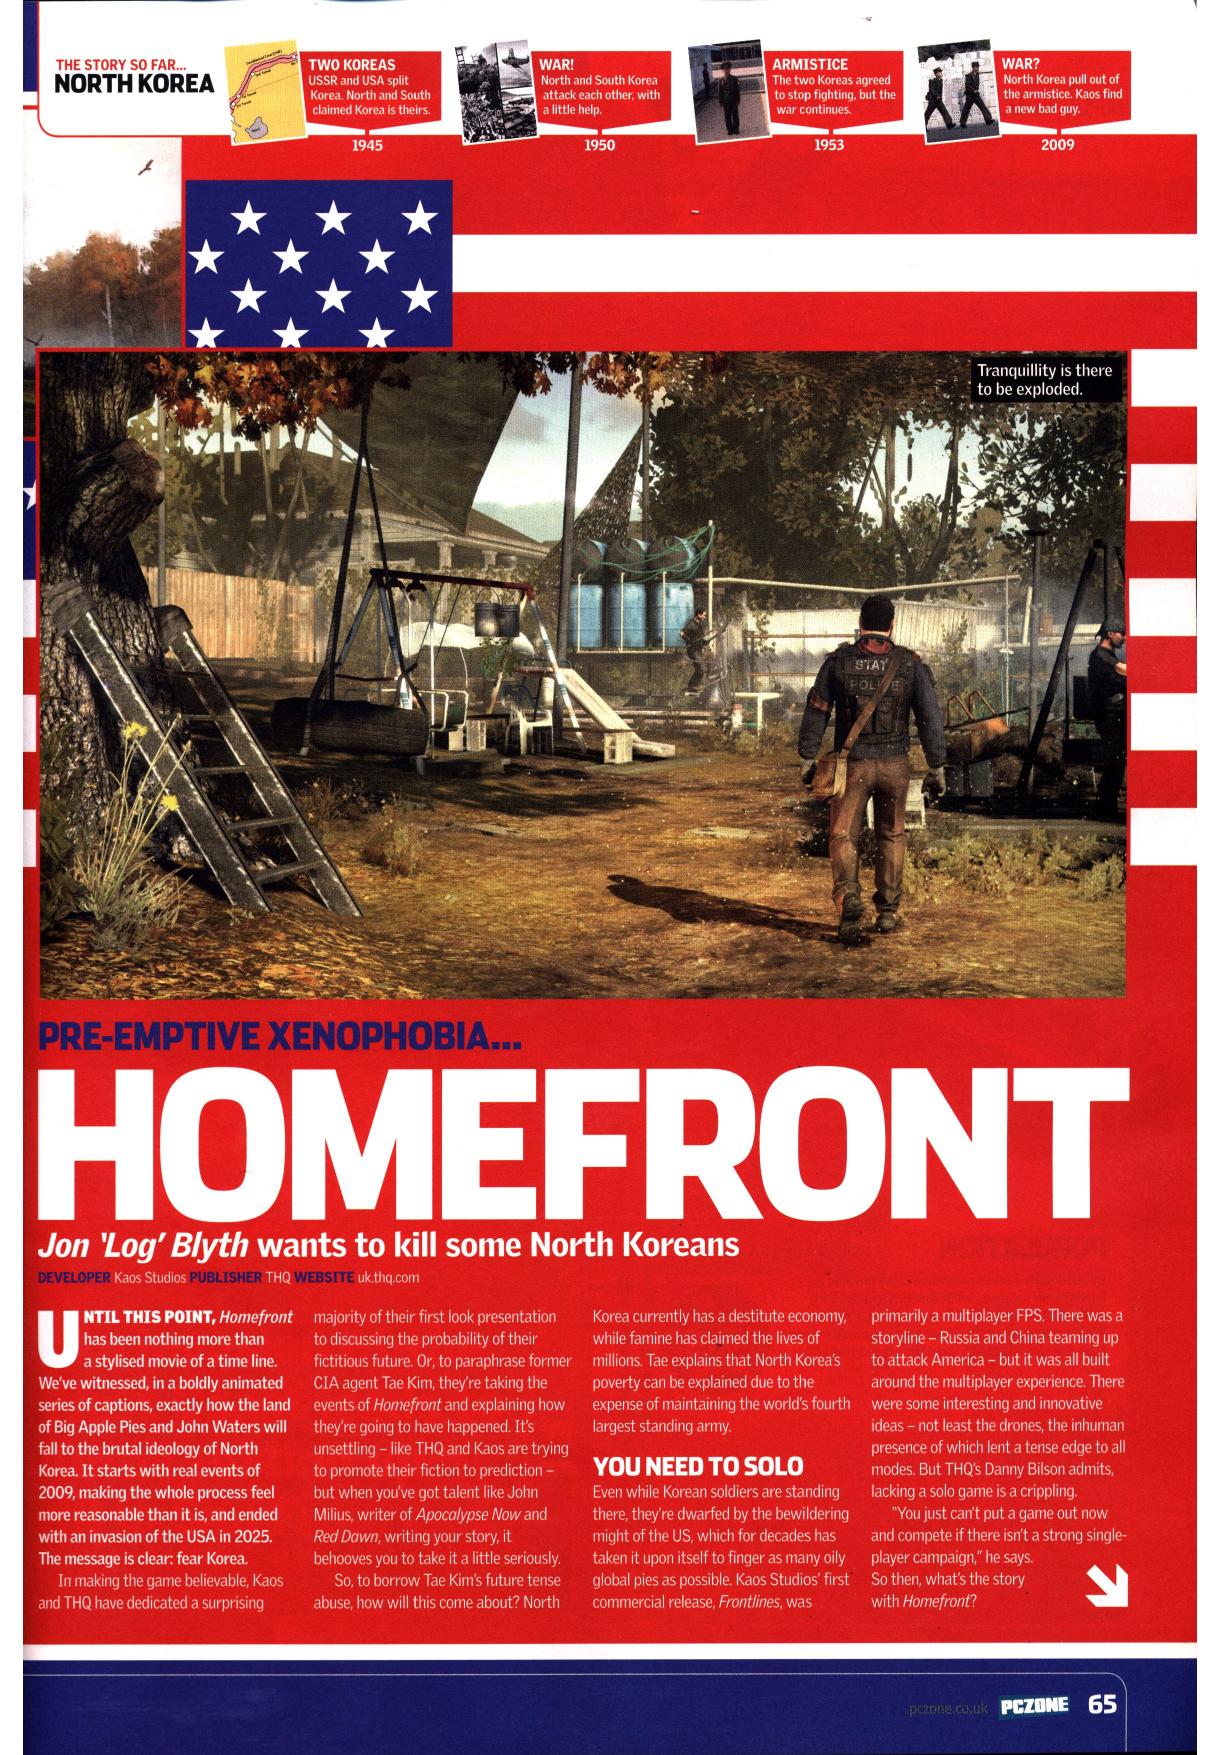 THE STORY SO FAR...
NORTH KOREA
TWO KOREAS
USSR and USA split
Korea. North and South
claimed Korea is theirs.
1945
WAR!
North and South Korea
attack each other, with
a little help.
1950
ARMISTICE
The two Koreas agreed
to stop fighting, but the
war continues.
1953
WAR?
North Korea pull out of
the armistice. Kaos find
a new bad guy.
2009
Tranquillity is there
to be exploded.
STAT
POLICE
PRE-EMPTIVE XENOPHOBIA...
HOMEFRONT
Jon 'Log' Blyth wants to kill some North Koreans
DEVELOPER Kaos Studios PUBLISHER THQ WEBSITE uk.thq.com
UNTIL THIS POINT, Homefront
has been nothing more than
a stylised movie of a time line.
We've witnessed, in a boldly animated
series of captions, exactly how the land
of Big Apple Pies and John Waters will
fall to the brutal ideology of North
Korea. It starts with real events of
2009, making the whole process feel
more reasonable than it is, and ended
with an invasion of the USA in 2025.
The message is clear: fear Korea.
In making the game believable, Kaos
and THQ have dedicated a surprising
majority of their first look presentation
to discussing the probability of their
fictitious future. Or, to paraphrase former
CIA agent Tae Kim, they're taking the
events of Homefront and explaining how
they're going to have happened. It's
unsettling – like THQ and Kaos are trying
to promote their fiction to prediction –
but when you've got talent like John
Milius, writer of Apocalypse Now and
Red Dawn, writing your story, it
behooves you to take it a little seriously.
So, to borrow Tae Kim's future tense
abuse, how will this come about? North
Korea currently has a destitute economy,
while famine has claimed the lives of
millions. Tae explains that North Korea's
poverty can be explained due to the
expense of maintaining the world's fourth
largest standing army.
YOU NEED TO SOLO
Even while Korean soldiers are standing
there, they're dwarfed by the bewildering
might of the US, which for decades has
taken it upon itself to finger as many oily
global pies as possible. Kaos Studios' first
commercial release, Frontlines, was
primarily a multiplayer FPS. There was a
storyline – Russia and China teaming up
to attack America – but it was all built
around the multiplayer experience. There
were some interesting and innovative
ideas – not least the drones, the inhuman
presence of which lent a tense edge to all
modes. But THQ's Danny Bilson admits,
lacking a solo game is a crippling.
"You just can't put a game out now
and compete if there isn't a strong single-
player campaign," he says.
So then, what's the story
with Homefront?
pczone.co.uk PCZONE 65